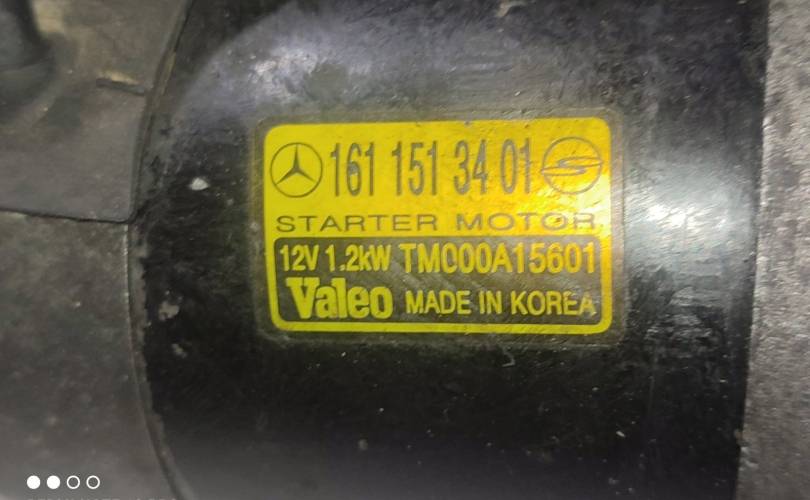 161 151 34 01
STARTER MOTOR
12V 1.2kW TM000A15601
Valeo MADE IN KOREA